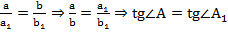 a/a₁ = b/b₁ ⇒ a/b = a₁/b₁ ⇒ tg∠A = tg∠A₁